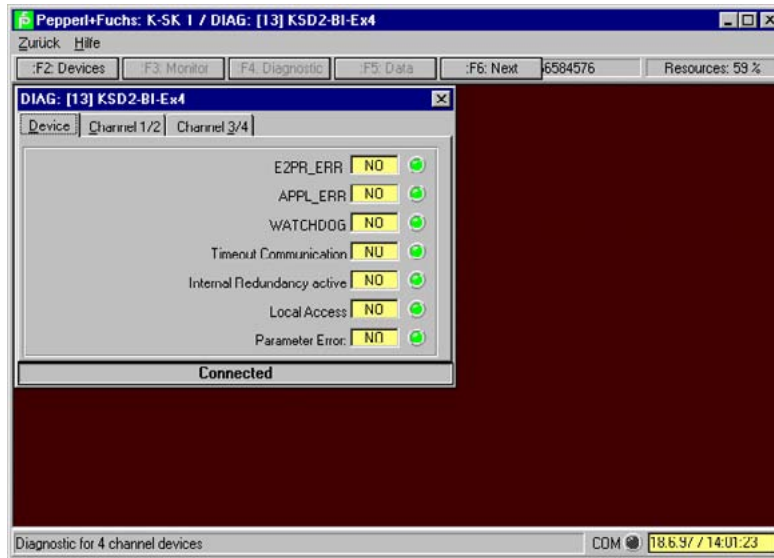 Pepperl+Fuchs: K-SK 1 / DIAG: [13] KSD2-BI-Ex4
Zurück Hilfe
:F2: Devices :F3: Monitor :F4: Diagnostic :F5: Data :F6: Next 6584576 Resources: 59 %
DIAG: [13] KSD2-BI-Ex4
Device Channel 1/2 Channel 3/4
E2PR_ERR NO
APPL_ERR NO
WATCHDOG NO
Timeout Communication NO
Internal Redundancy active NO
Local Access NO
Parameter Error: NO
Connected
Diagnostic for 4 channel devices COM 18.6.97 / 14:01:23